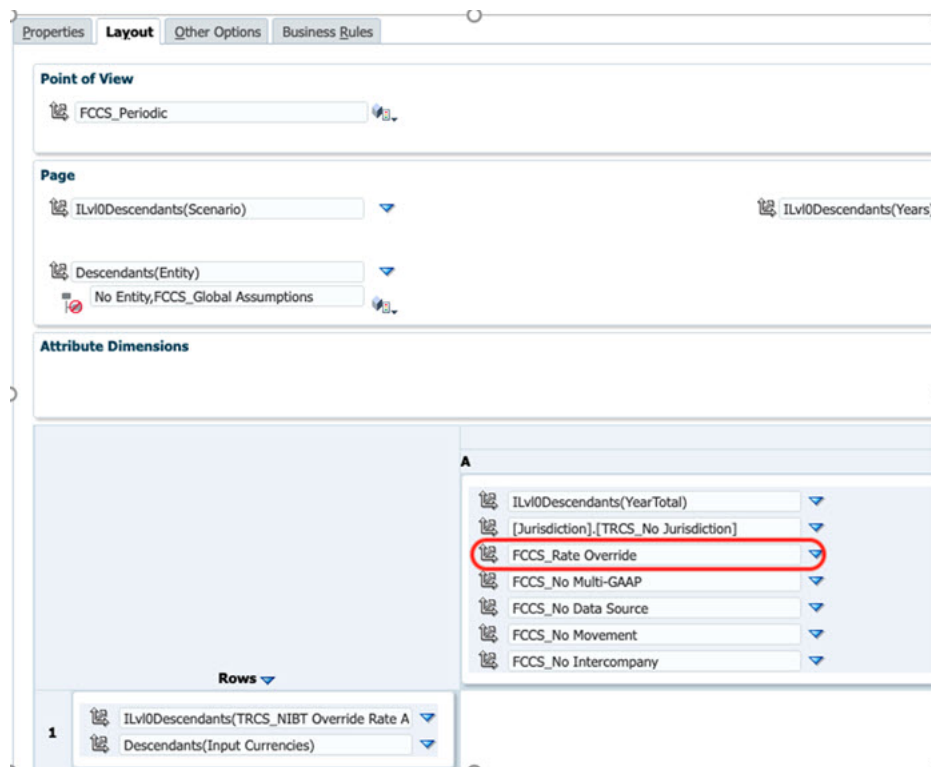 Properties Layout Other Options Business Rules
Point of View
FCCS_Periodic
Page
ILvl0Descendants(Scenario) ILvl0Descendants(Years)
Descendants(Entity)
No Entity,FCCS_Global Assumptions
Attribute Dimensions
A
ILvl0Descendants(YearTotal)
[Jurisdiction].[TRCS_No Jurisdiction]
FCCS_Rate Override
FCCS_No Multi-GAAP
FCCS_No Data Source
FCCS_No Movement
FCCS_No Intercompany
Rows
1
ILvl0Descendants(TRCS_NIBT Override Rate A
Descendants(Input Currencies)